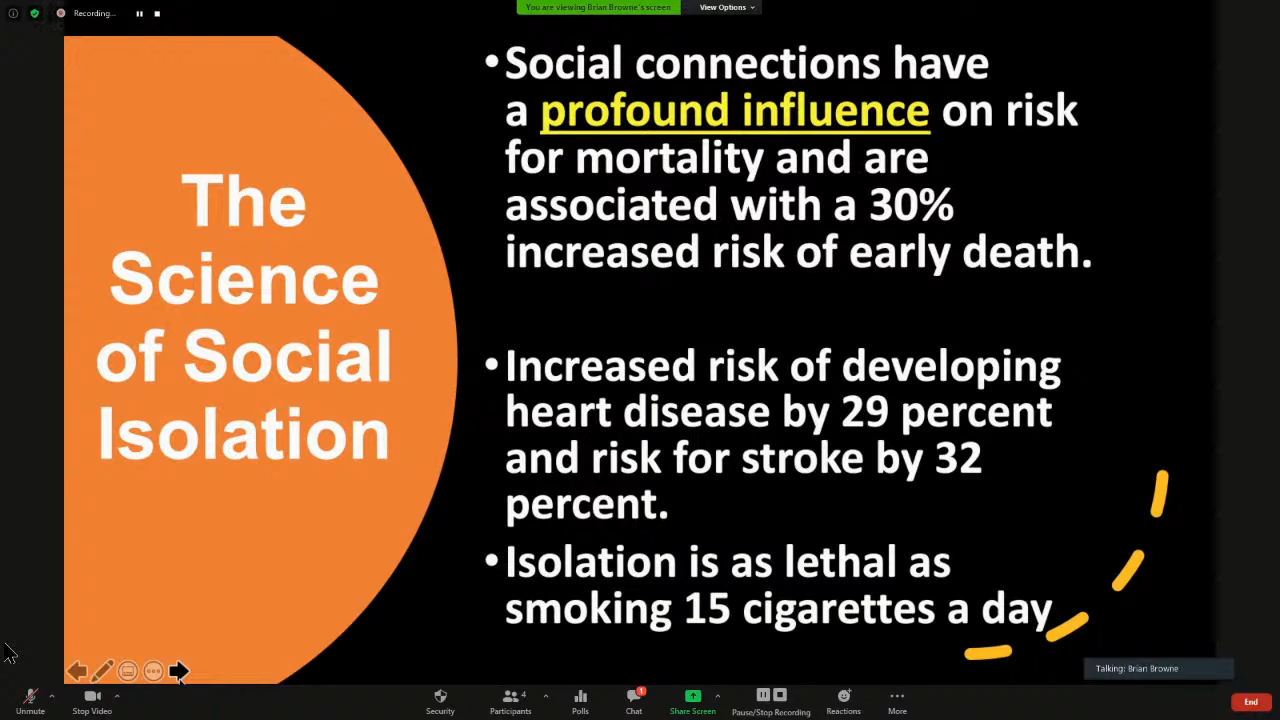 Recording...
You are viewing Brian Browne's screen
View Options
The
Science
of Social
Isolation
•Social connections have
a profound influence on risk
for mortality and are
associated with a 30%
increased risk of early death.
•Increased risk of developing
heart disease by 29 percent
and risk for stroke by 32
percent.
•Isolation is as lethal as
smoking 15 cigarettes a day
Talking: Brian Browne
Unmute
Stop Video
Security
4
Participants
Polls
1
Chat
Share Screen
Pause/Stop Recording
Reactions
More
End